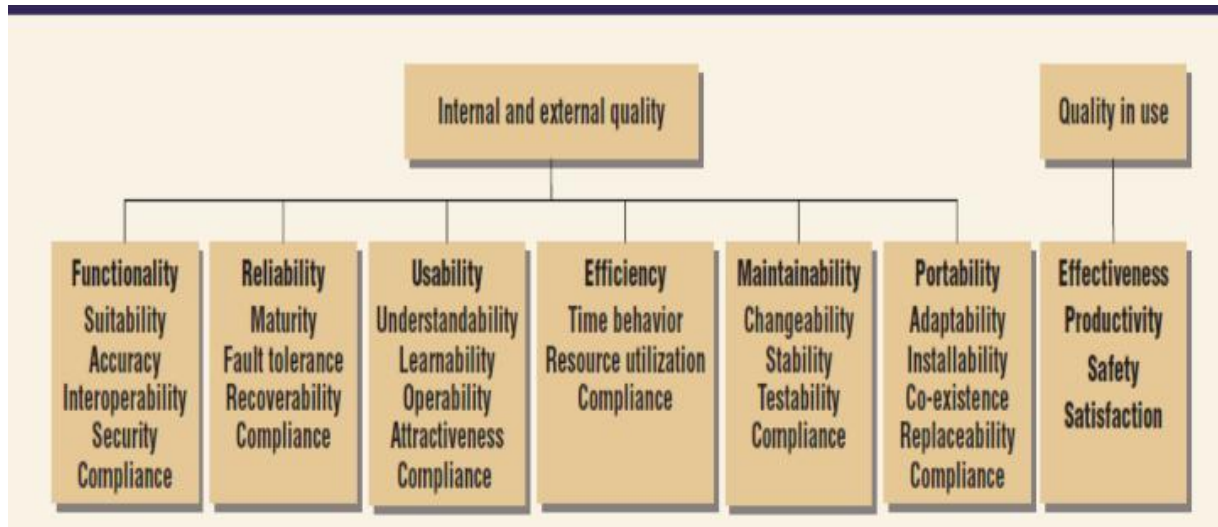 Internal and external quality
Quality in use
Functionality
Suitability
Accuracy
Interoperability
Security
Compliance
Reliability
Maturity
Fault tolerance
Recoverability
Compliance
Usability
Understandability
Learnability
Operability
Attractiveness
Compliance
Efficiency
Time behavior
Resource utilization
Compliance
Maintainability
Changeability
Stability
Testability
Compliance
Portability
Adaptability
Installability
Co-existence
Replaceability
Compliance
Effectiveness
Productivity
Safety
Satisfaction